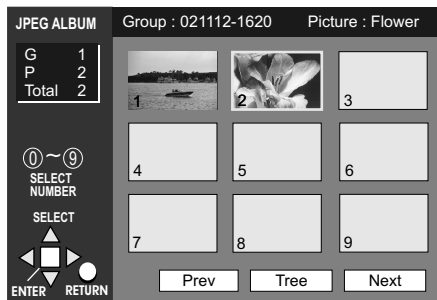 JPEG ALBUM
Group : 021112-1620 Picture : Flower
G 1
P 2
Total 2
1
2
3
4
5
6
7
8
9
0 ~ 9
SELECT
NUMBER
SELECT
ENTER RETURN
Prev Tree Next